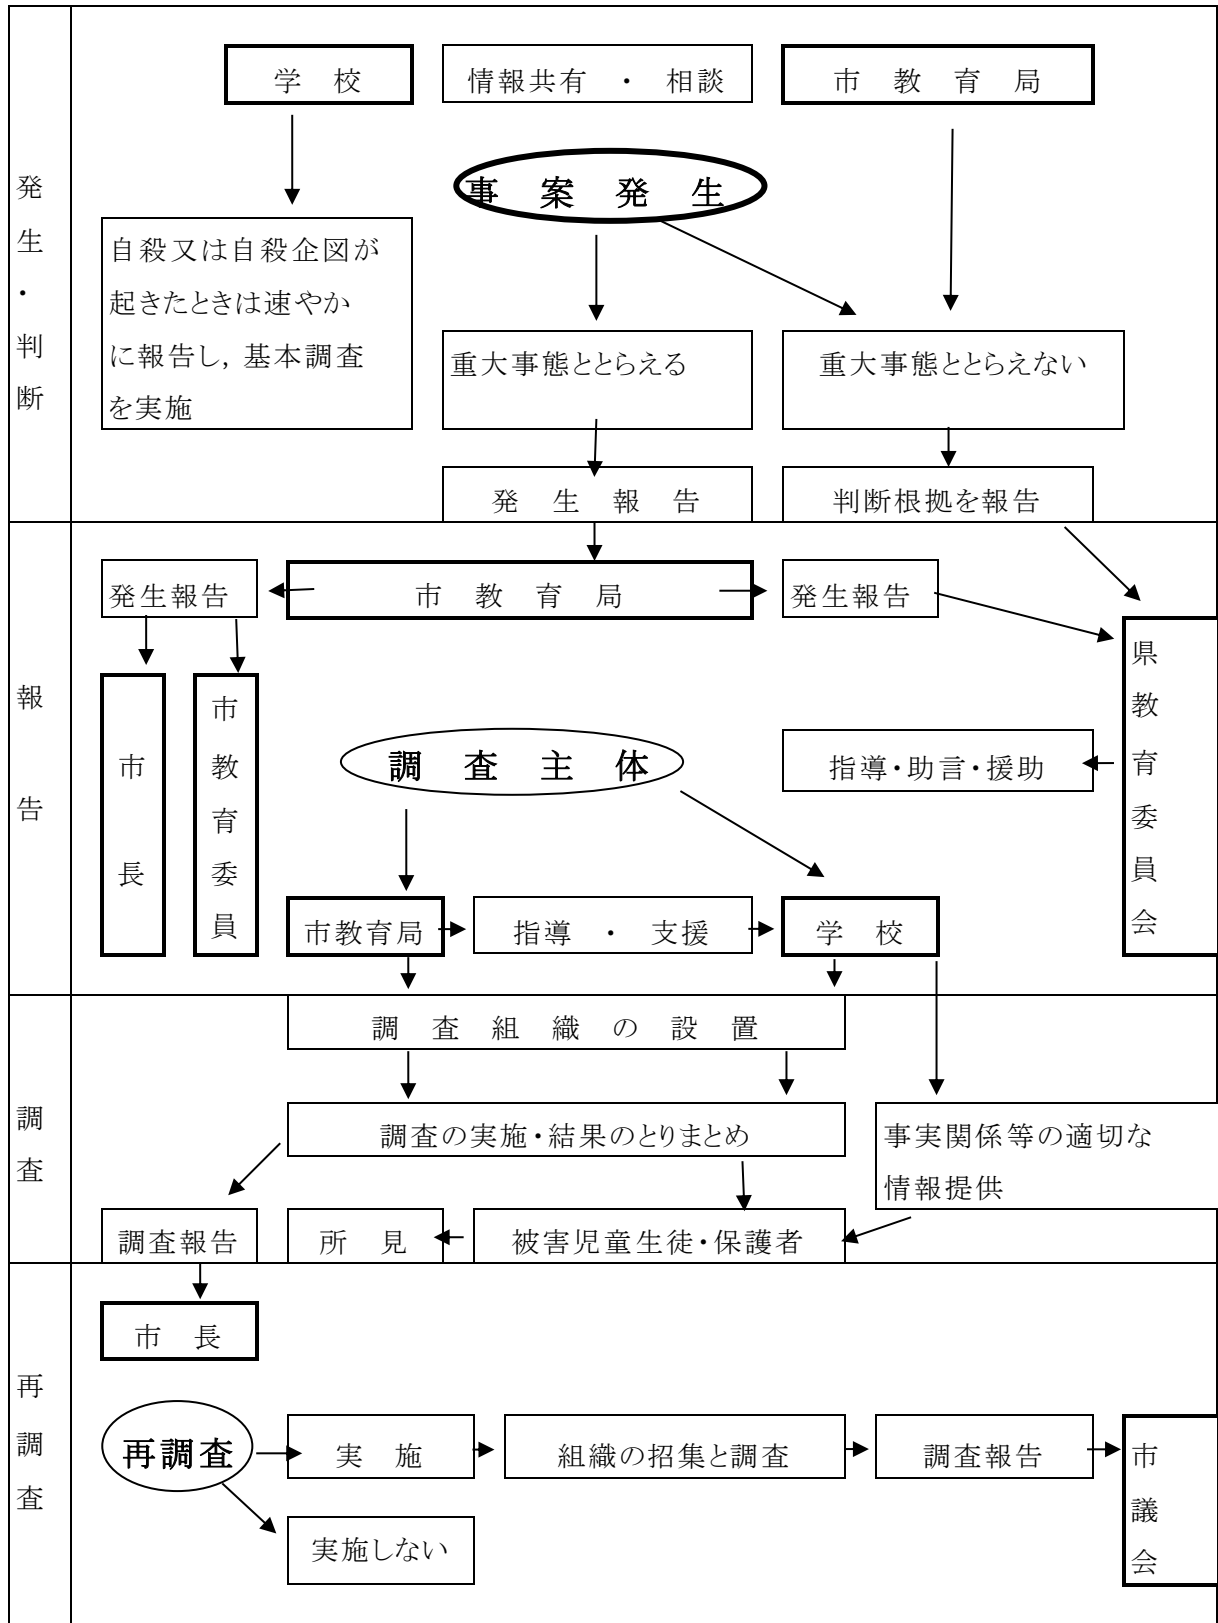 発生・判断
学　校
情報共有　・　相談
市　教　育　局
事　案　発　生
自殺又は自殺企図が
起きたときは速やか
に報告し，基本調査
を実施
重大事態ととらえる
重大事態ととらえない
発　生　報　告
判断根拠を報告
報告
発生報告
市　教　育　局
発生報告
県教育委員会
市長
市教育委員
調　査　主　体
指導・助言・援助
市教育局
指導　・　支援
学　校
調査
調　査　組　織　の　設　置
調査の実施・結果のとりまとめ
事実関係等の適切な
情報提供
調査報告
所　見
被害児童生徒・保護者
再調査
市　長
再調査
実　施
組織の招集と調査
調査報告
市議会
実施しない